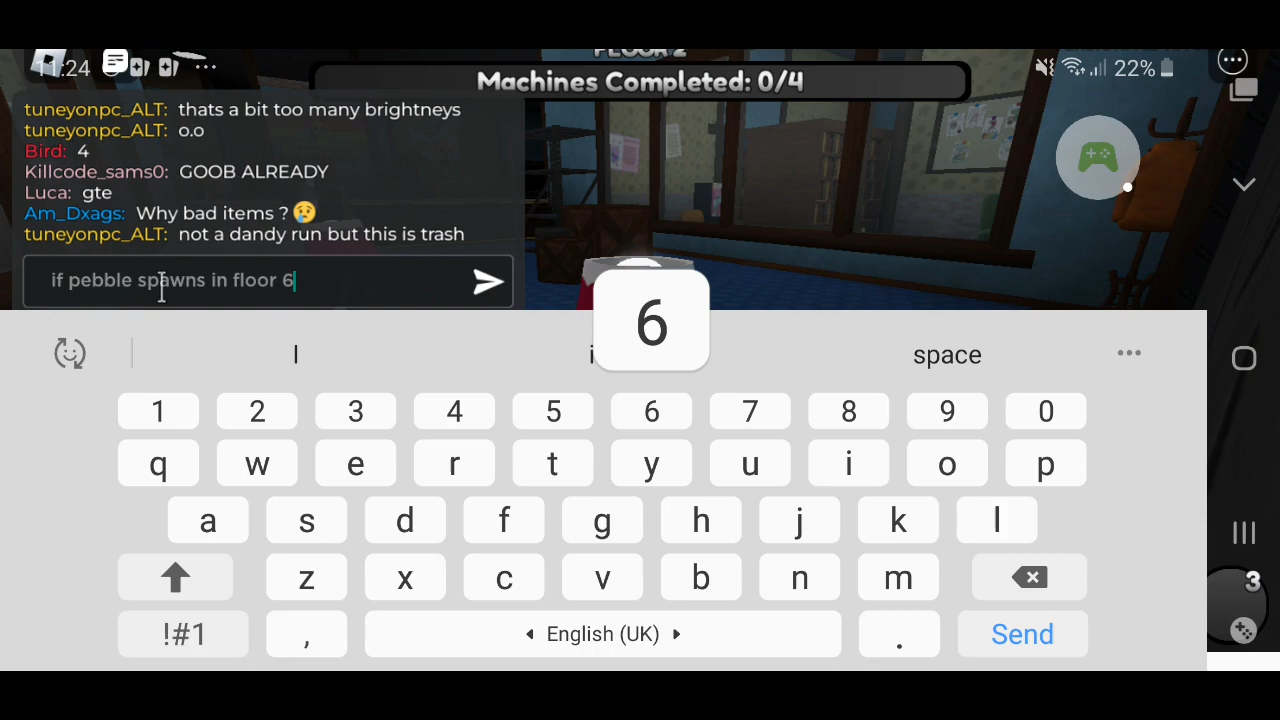 FLOOR 2
11:24 ... 22%
Machines Completed: 0/4
tuneyonpc_ALT: thats a bit too many brightneys
tuneyonpc_ALT: o.o
Bird: 4
Killcode_sams0: GOOB ALREADY
Luca: gte
Am_Dxags: Why bad items ?😢
tuneyonpc_ALT: not a dandy run but this is trash
if pebble spawns in floor 6
6
I space ...
1 2 3 4 5 6 7 8 9 0
q w e r t y u i o p
a s d f g h j k l
z x c v b n m
3
!#1 , English (UK) . Send